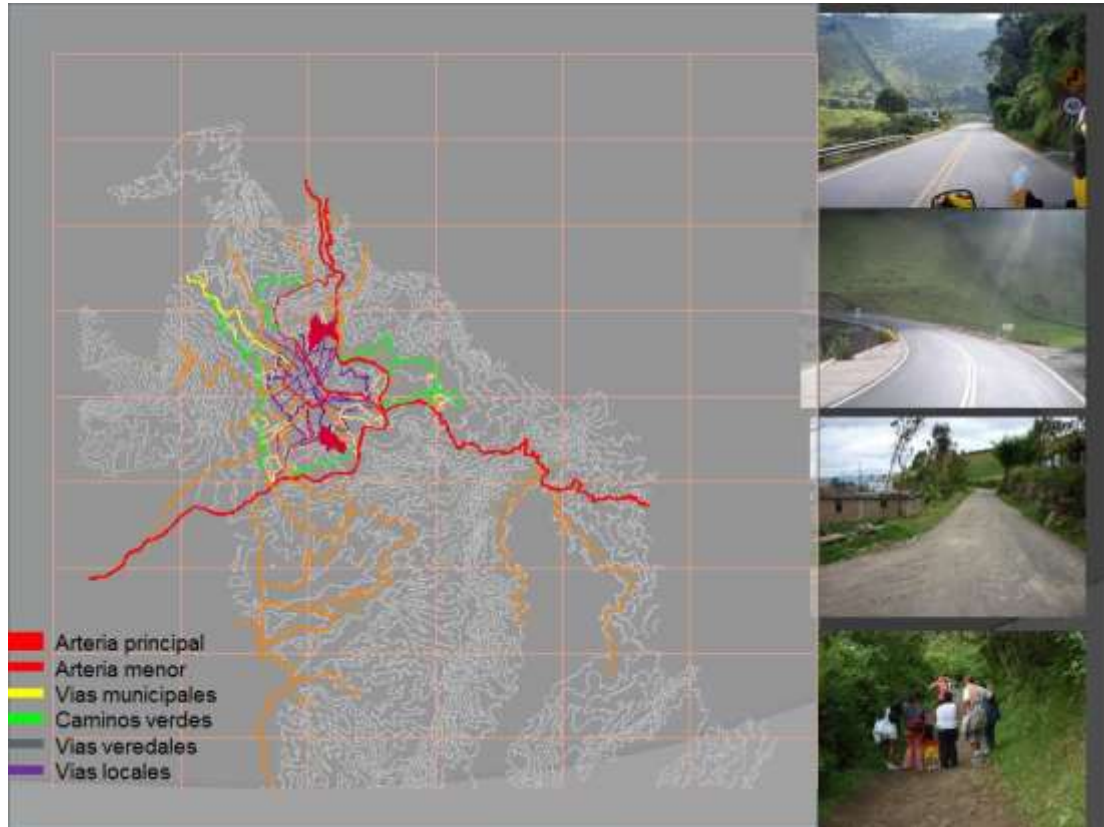 Arteria principal
Arteria menor
Vias municipales
Caminos verdes
Vias veredales
Vias locales